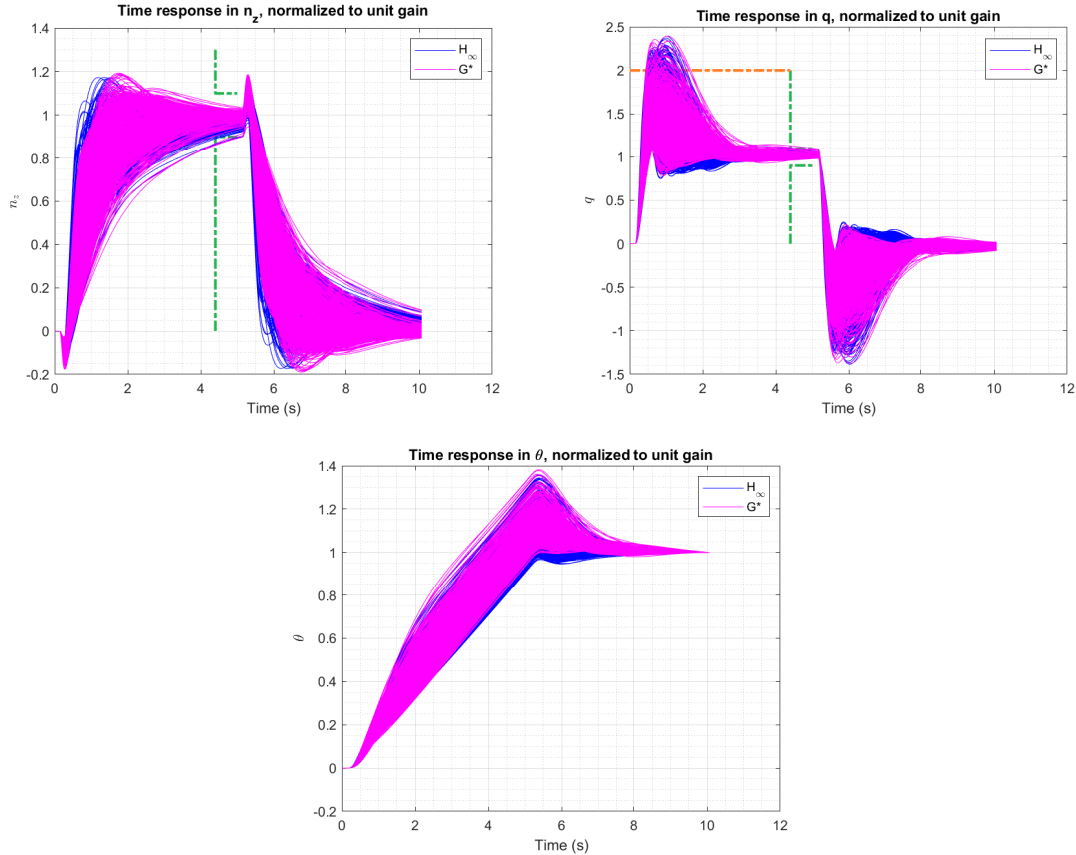 Time response in n_z, normalized to unit gain
H_∞
G*
1.4
1.2
1
0.8
0.6
0.4
0.2
0
-0.2
n_z
0 2 4 6 8 10 12
Time (s)
Time response in q, normalized to unit gain
H_∞
G*
2.5
2
1.5
1
0.5
0
-0.5
-1
-1.5
q
0 2 4 6 8 10 12
Time (s)
Time response in θ, normalized to unit gain
H_∞
G*
1.4
1.2
1
0.8
0.6
0.4
0.2
0
-0.2
θ
0 2 4 6 8 10 12
Time (s)